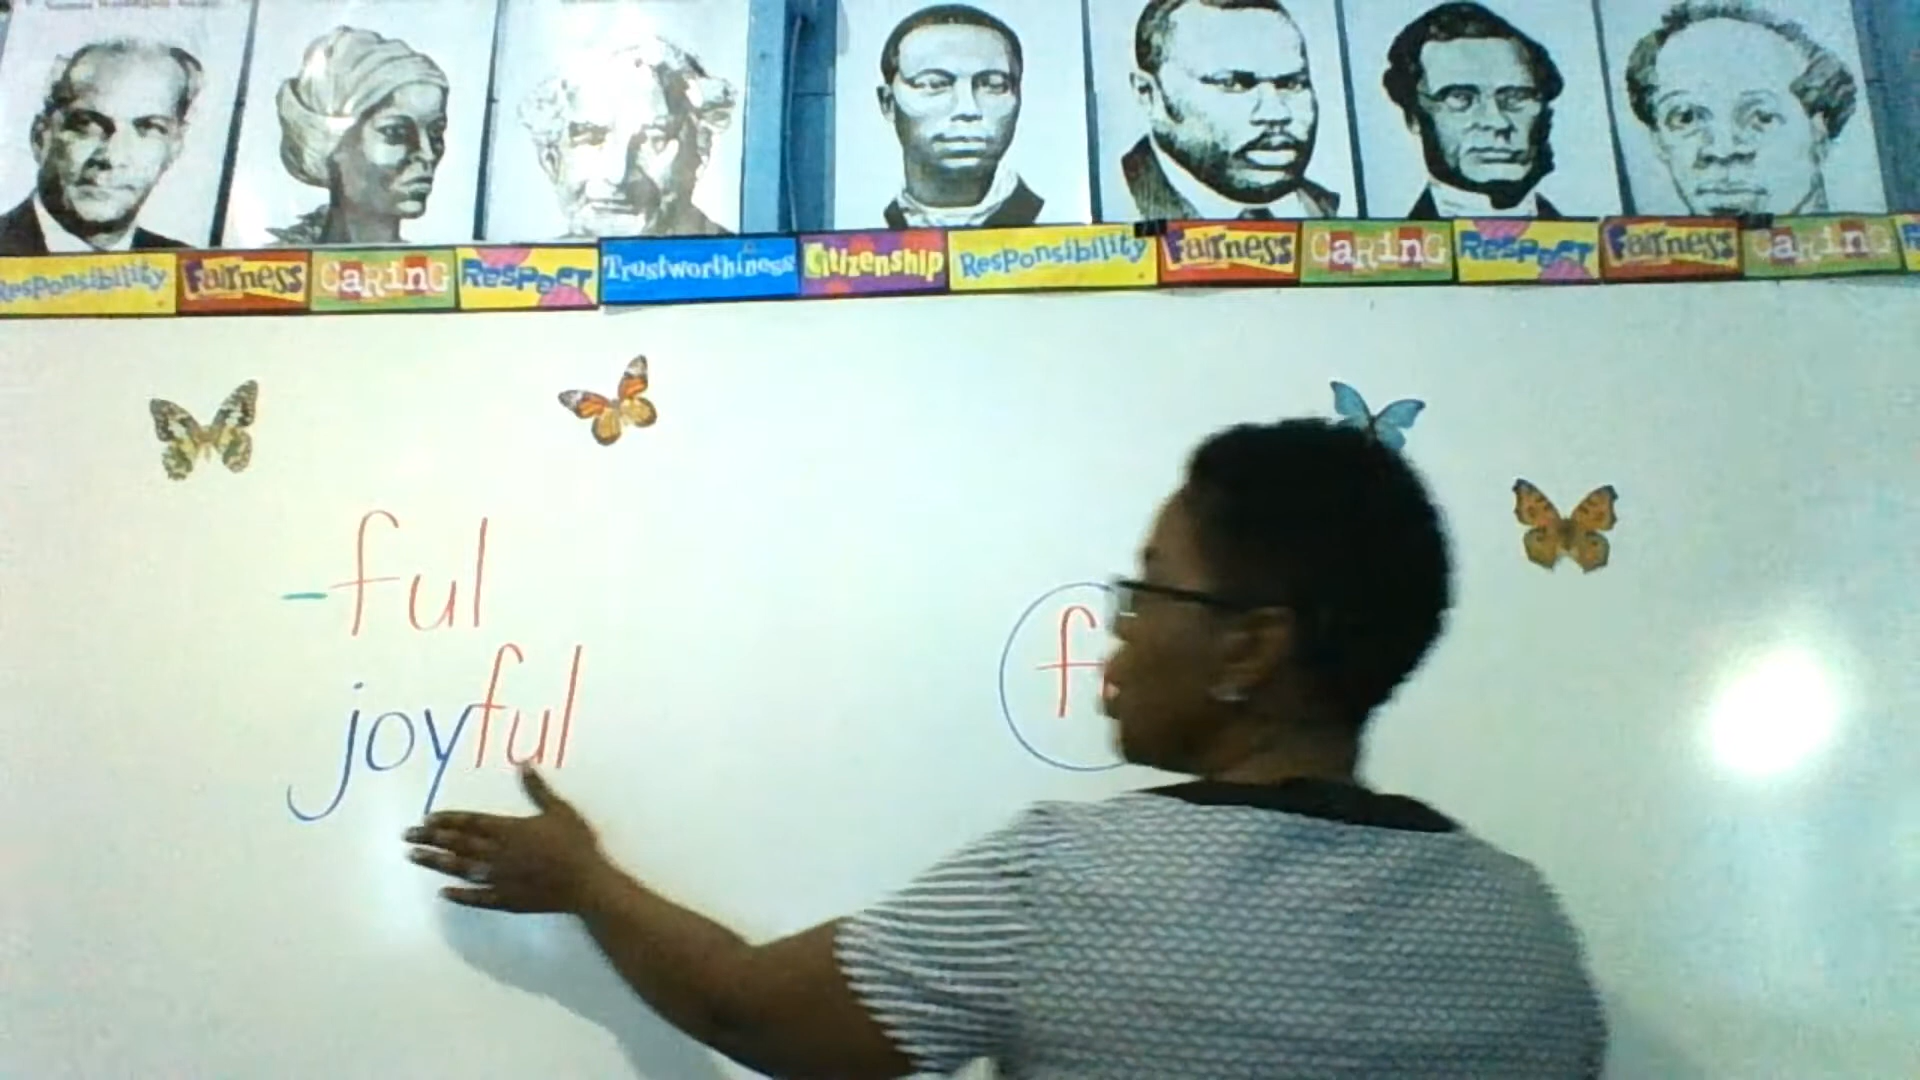 Responsibility Fairness CaRinG Respect Trustworthiness Citizenship Responsibility Fairness CaRinG Respect Fairness CaRinG
-ful
joyful
f